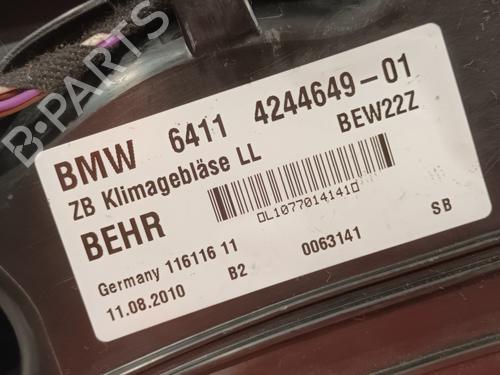 B-PARTS
BMW 6411 4244649-01
ZB Klimagebläse LL BEW22Z
BEHR
DL1077014141D
Germany 116116 11
11.08.2010 B2 0063141 SB